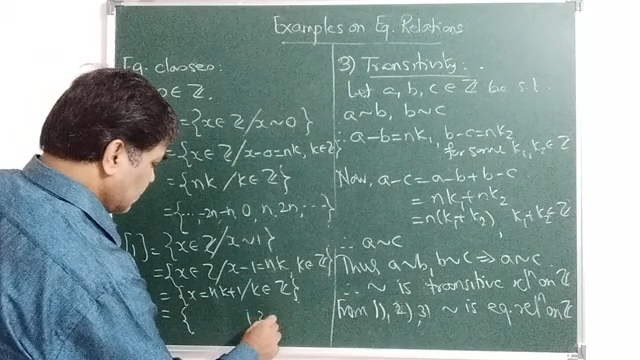 Examples on Eq. Relations
Eq. classes:
0 ∈ ℤ,
= {x∈ℤ / x~0}
= {x∈ℤ / x-0=nk, k∈ℤ}
= {nk / k∈ℤ}
= {...-2n,-n, 0, n, 2n, ...}
[1] = {x∈ℤ / x~1}
= {x∈ℤ / x-1=nk, k∈ℤ}
= {x=nk+1 / k∈ℤ}
= { 1,
3) Transitivity:
Let a, b, c ∈ ℤ be s.t.
a~b, b~c
∴ a-b=nk₁, b-c=nk₂
for some k₁,k₂∈ℤ
Now, a-c = a-b+b-c
= nk₁+nk₂
= n(k₁+k₂), k₁+k₂∈ℤ
∴ a~c
Thus a~b, b~c ⇒ a~c
∴ ~ is transitive relⁿ on ℤ
From 1), 2), 3) ~ is eq. relⁿ on ℤ